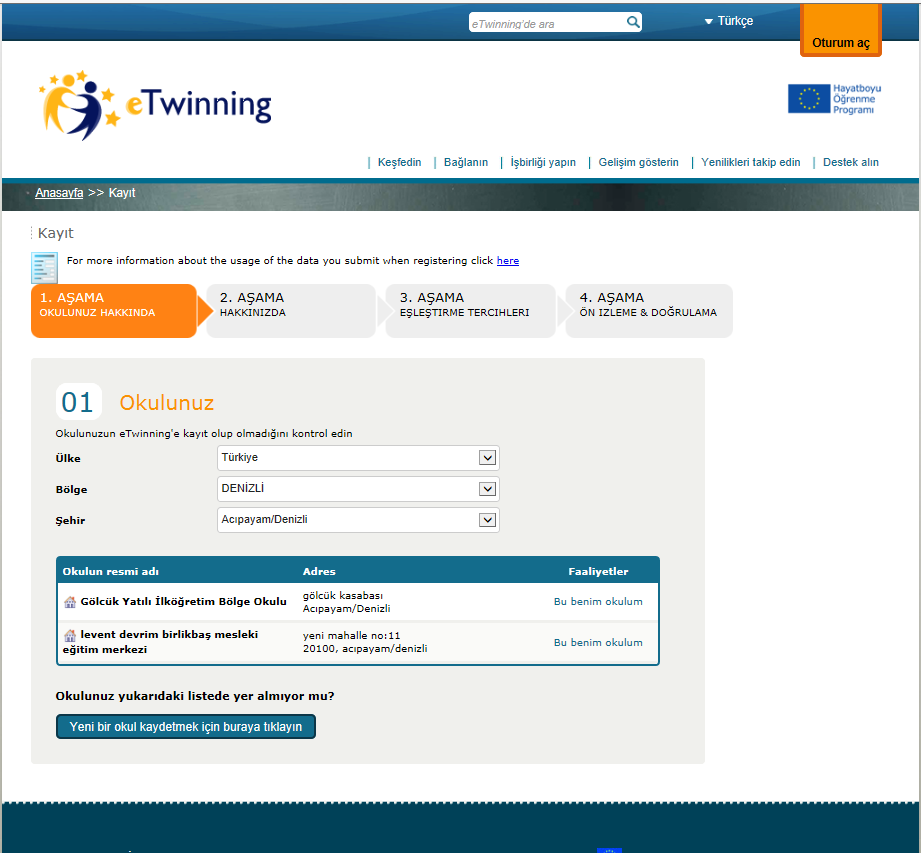 eTwinning'de ara
Türkçe
Oturum aç
eTwinning
Hayatboyu
Öğrenme
Programı
Keşfedin | Bağlanın | İşbirliği yapın | Gelişim gösterin | Yenilikleri takip edin | Destek alın
Anasayfa >> Kayıt
Kayıt
For more information about the usage of the data you submit when registering click here
1. AŞAMA
OKULUNUZ HAKKINDA
2. AŞAMA
HAKKINIZDA
3. AŞAMA
EŞLEŞTIRME TERCIHLERI
4. AŞAMA
ÖN IZLEME & DOĞRULAMA
01 Okulunuz
Okulunuzun eTwinning'e kayıt olup olmadığını kontrol edin
Ülke Türkiye
Bölge DENİZLİ
Şehir Acıpayam/Denizli
Okulun resmi adı Adres Faaliyetler
Gölcük Yatılı İlköğretim Bölge Okulu
gölcük kasabası
Acıpayam/Denizli
Bu benim okulum
levent devrim birlikbaş mesleki
eğitim merkezi
yeni mahalle no:11
20100, acıpayam/denizli
Bu benim okulum
Okulunuz yukarıdaki listede yer almıyor mu?
Yeni bir okul kaydetmek için buraya tıklayın